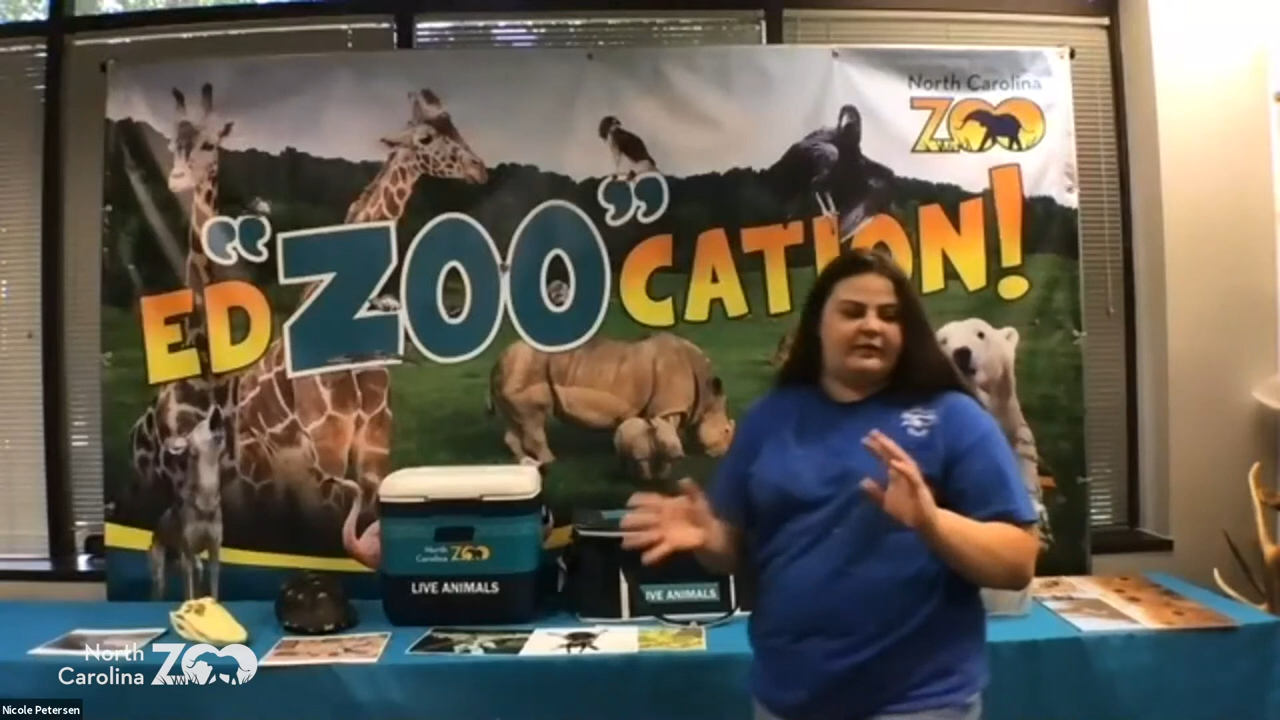 North Carolina
ZOO
ED"ZOO"CATION!
North
Carolina ZOO
LIVE ANIMALS
IVE ANIMALS
North
Carolina ZOO
Nicole Petersen